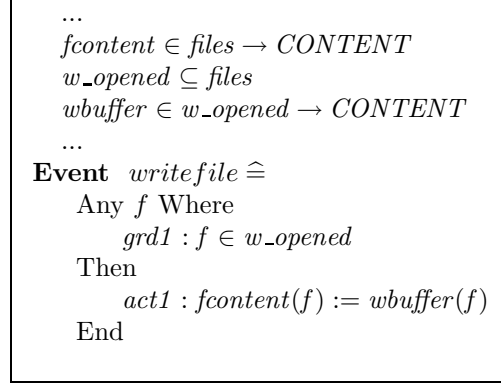 ...
fcontent ∈ files → CONTENT
w_opened ⊆ files
wbuffer ∈ w_opened → CONTENT
...
Event writefile ≙
Any f Where
grd1 : f ∈ w_opened
Then
act1 : fcontent(f) := wbuffer(f)
End